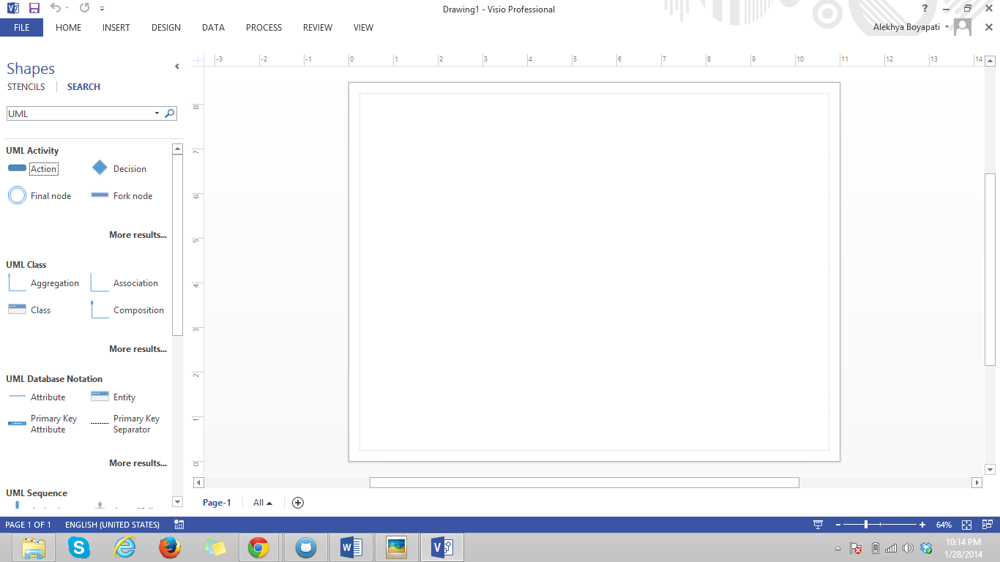 Drawing1 - Visio Professional
?
FILE HOME INSERT DESIGN DATA PROCESS REVIEW VIEW
Alekhya Boyapati
Shapes
STENCILS SEARCH
UML
-3 -2 -1 0 1 2 3 4 5 6 7 8 9 10 11 12 13 14
8
7
6
5
4
3
2
1
0
UML Activity
Action Decision
Final node Fork node
More results...
UML Class
Aggregation Association
Class Composition
More results...
UML Database Notation
Attribute Entity
Primary Key Attribute
Primary Key Separator
More results...
UML Sequence
Page-1 All
PAGE 1 OF 1 ENGLISH (UNITED STATES)
64%
10:14 PM
1/28/2014